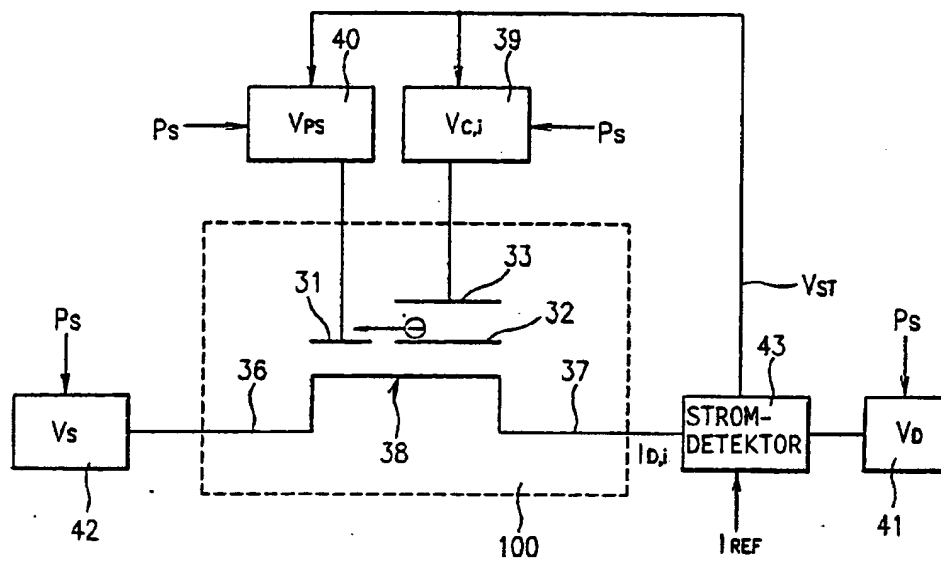 40
39
Ps
VPS
VC,i
Ps
33
31
32
VST
Ps
Ps
36
37
43
VS
STROM-
DETEKTOR
VD
38
ID,i
42
100
IREF
41